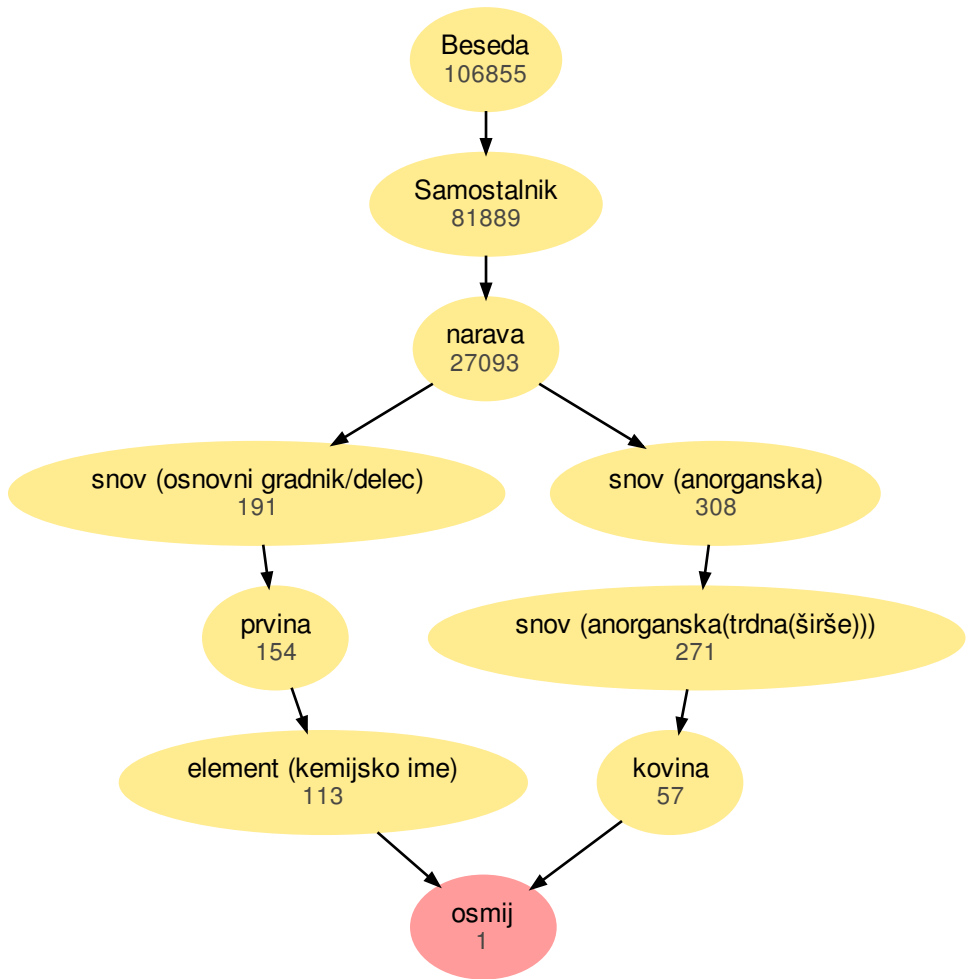 Beseda
106855
Samostalnik
81889
narava
27093
snov (osnovni gradnik/delec)
191
snov (anorganska)
308
prvina
154
snov (anorganska(trdna(širše)))
271
element (kemijsko ime)
113
kovina
57
osmij
1